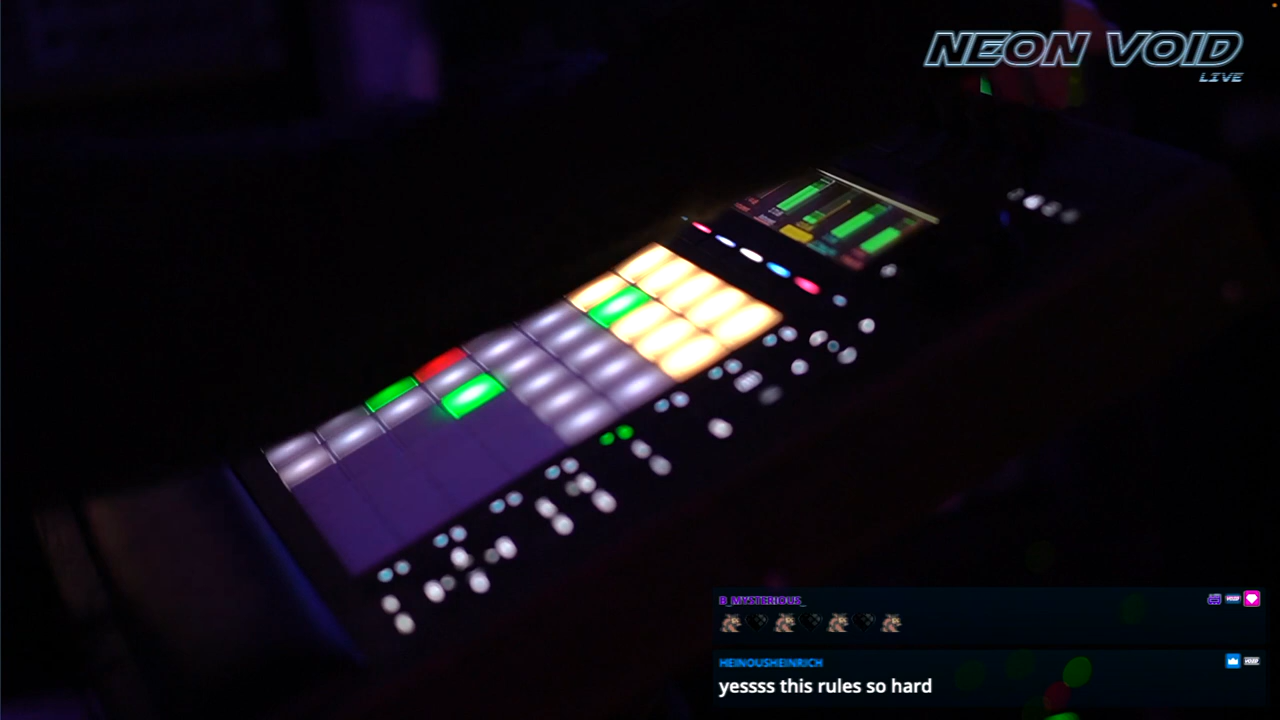 NEON VOID
LIVE
B_MYSTERIOUS_
HEINOUSHEINRICH
yessss this rules so hard